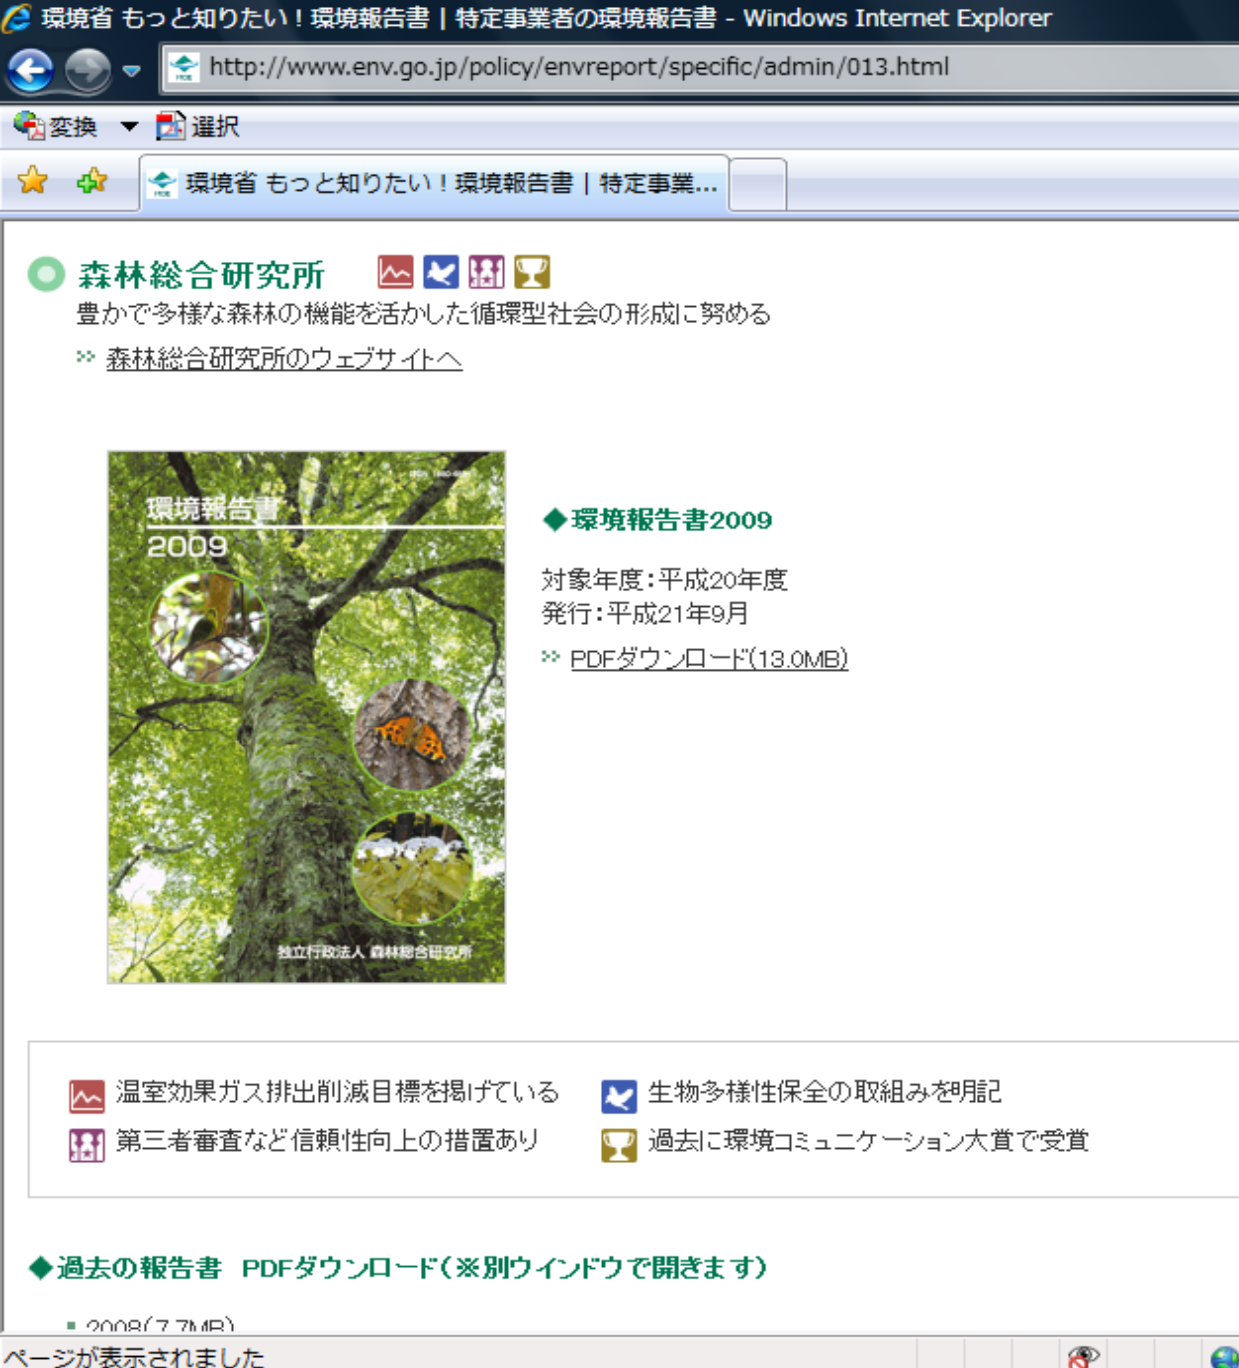 環境省 もっと知りたい！環境報告書 | 特定事業者の環境報告書 - Windows Internet Explorer
http://www.env.go.jp/policy/envreport/specific/admin/013.html
変換 選択
環境省 もっと知りたい！環境報告書 | 特定事業...
森林総合研究所
豊かで多様な森林の機能を活かした循環型社会の形成に努める
森林総合研究所のウェブサイトへ
環境報告書
2009
独立行政法人 森林総合研究所
◆環境報告書2009
対象年度：平成20年度
発行：平成21年9月
PDFダウンロード(13.0MB)
温室効果ガス排出削減目標を掲げている
生物多様性保全の取組みを明記
第三者審査など信頼性向上の措置あり
過去に環境コミュニケーション大賞で受賞
◆過去の報告書 PDFダウンロード(※別ウインドウで開きます)
2008(7.7MB)
ページが表示されました